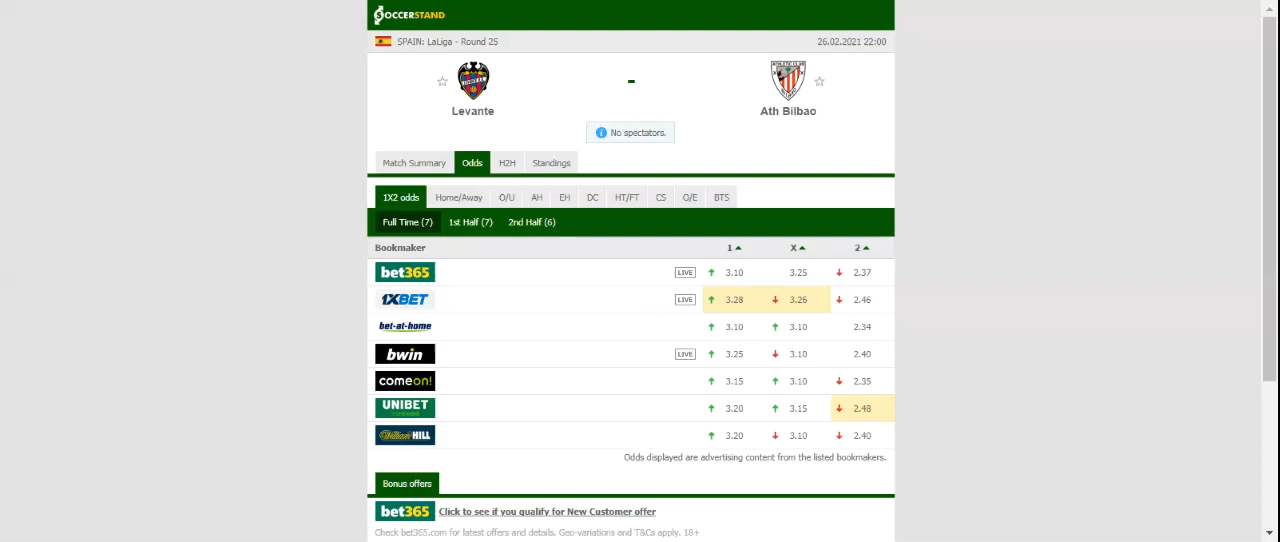 SOCCERSTAND
SPAIN: LaLiga - Round 25 26.02.2021 22:00
-
Levante Ath Bilbao
No spectators.
Match Summary Odds H2H Standings
1X2 odds Home/Away O/U AH EH DC HT/FT CS O/E BTS
Full Time (7) 1st Half (7) 2nd Half (6)
Bookmaker 1 X 2
bet365 LIVE 3.10 3.25 2.37
1XBET LIVE 3.28 3.26 2.46
bet-at-home 3.10 3.10 2.34
bwin LIVE 3.25 3.10 2.40
comeon! 3.15 3.10 2.35
UNIBET 3.20 3.15 2.48
William HILL 3.20 3.10 2.40
Odds displayed are advertising content from the listed bookmakers.
Bonus offers
bet365 Click to see if you qualify for New Customer offer
Check bet365.com for latest offers and details. Geo-variations and T&Cs apply. 18+